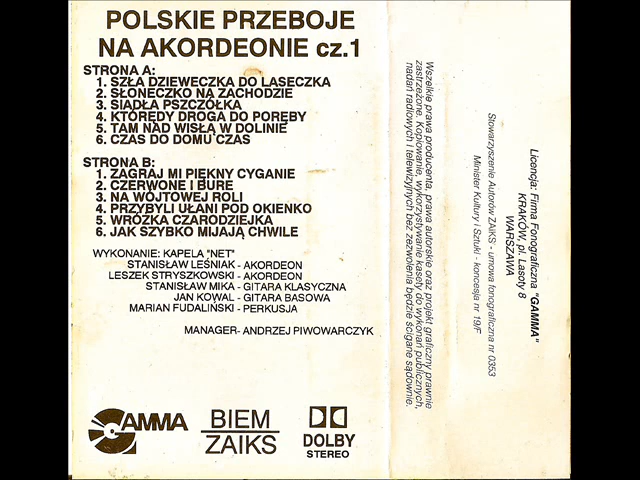 POLSKIE PRZEBOJE
NA AKORDEONIE cz.1
STRONA A:
1. SZŁA DZIEWECZKA DO LASECZKA
2. SŁONECZKO NA ZACHODZIE
3. SIADŁA PSZCZÓŁKA
4. KTÓRĘDY DROGA DO PORĘBY
5. TAM NAD WISŁĄ W DOLINIE
6. CZAS DO DOMU CZAS
STRONA B:
1. ZAGRAJ MI PIĘKNY CYGANIE
2. CZERWONE I BURE
3. NA WÓJTOWEJ ROLI
4. PRZYBYLI UŁANI POD OKIENKO
5. WRÓŻKA CZARODZIEJKA
6. JAK SZYBKO MIJAJĄ CHWILE
WYKONANIE: KAPELA "NET"
STANISŁAW LEŚNIAK - AKORDEON
LESZEK STRYSZKOWSKI - AKORDEON
STANISŁAW MIKA - GITARA KLASYCZNA
JAN KOWAL - GITARA BASOWA
MARIAN FUDALIŃSKI - PERKUSJA
MANAGER- ANDRZEJ PIWOWARCZYK
GAMMA
BIEM
ZAIKS
DOLBY
STEREO
Wszelkie prawa producenta, prawa autorskie oraz projekt graficzny prawnie
zastrzeżone. Kopiowanie, wykorzystywanie kasety do wykonań publicznych,
nadań radiowych i telewizyjnych bez zezwolenia będzie ścigane sądownie.
Stowarzyszenie Autorów ZAIKS - umowa fonograficzna nr 0353
Minister Kultury i Sztuki - koncesja nr 19/F
Licencja: Firma Fonograficzna "GAMMA"
KRAKÓW, pl. Lasoty 8
WARSZAWA